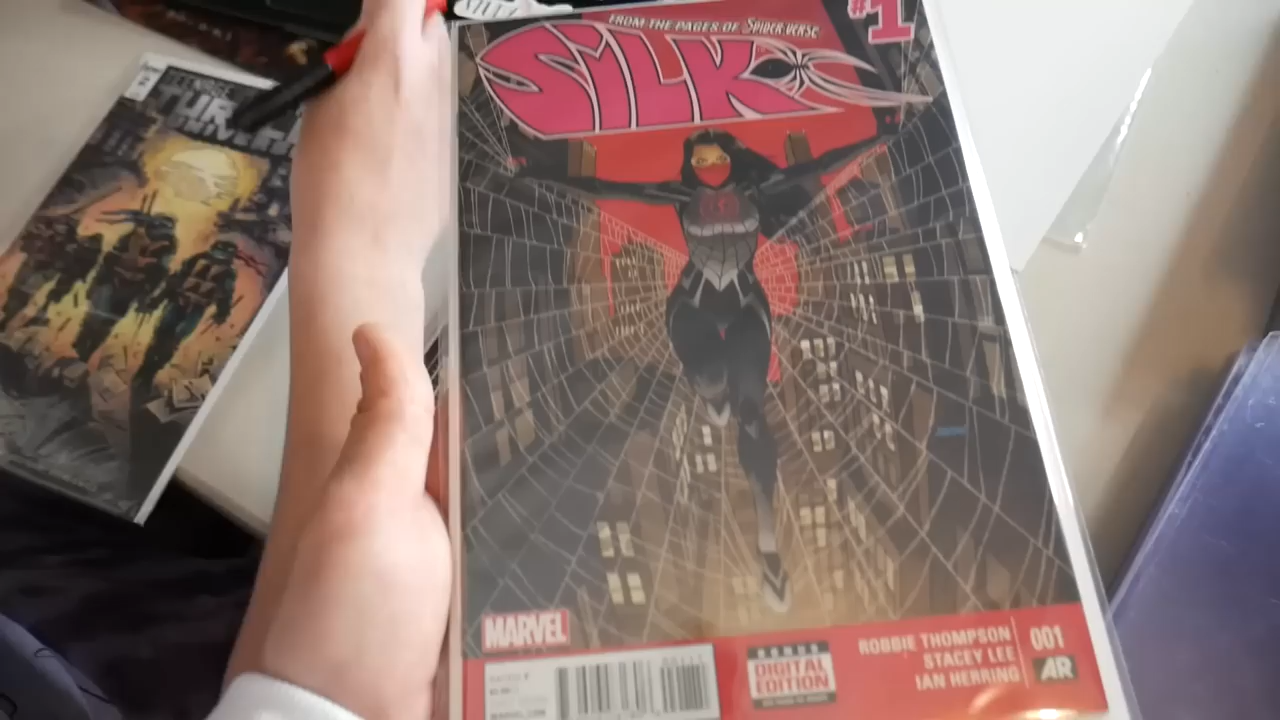 FROM THE PAGES OF SPIDER-VERSE
#1
SILK
TEENAGE
MARVEL
ROBBIE THOMPSON
STACEY LEE
IAN HERRING
001
AR
DIGITAL
EDITION